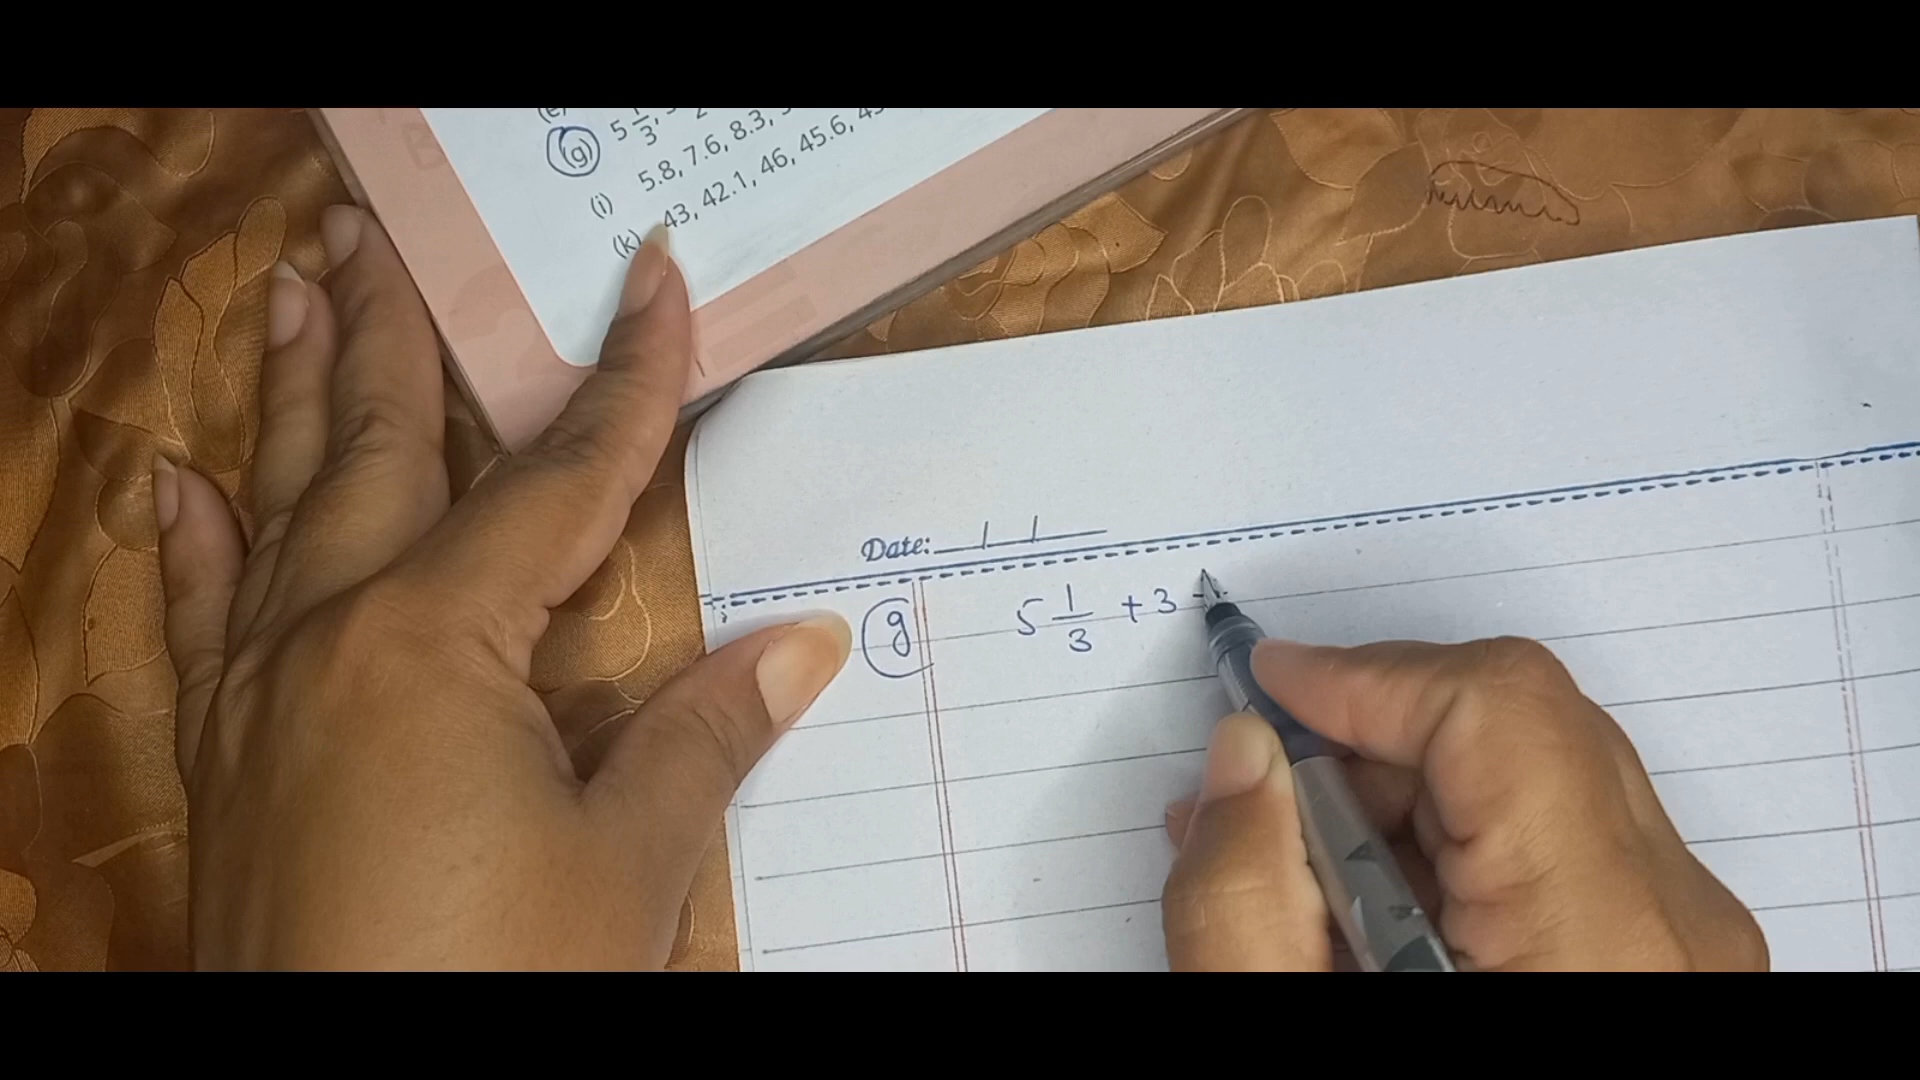 (g) 5 1/3,
(i) 5.8, 7.6, 8.3,
(k) 43, 42.1, 46, 45.6,
Date:
g 5 1/3 + 3